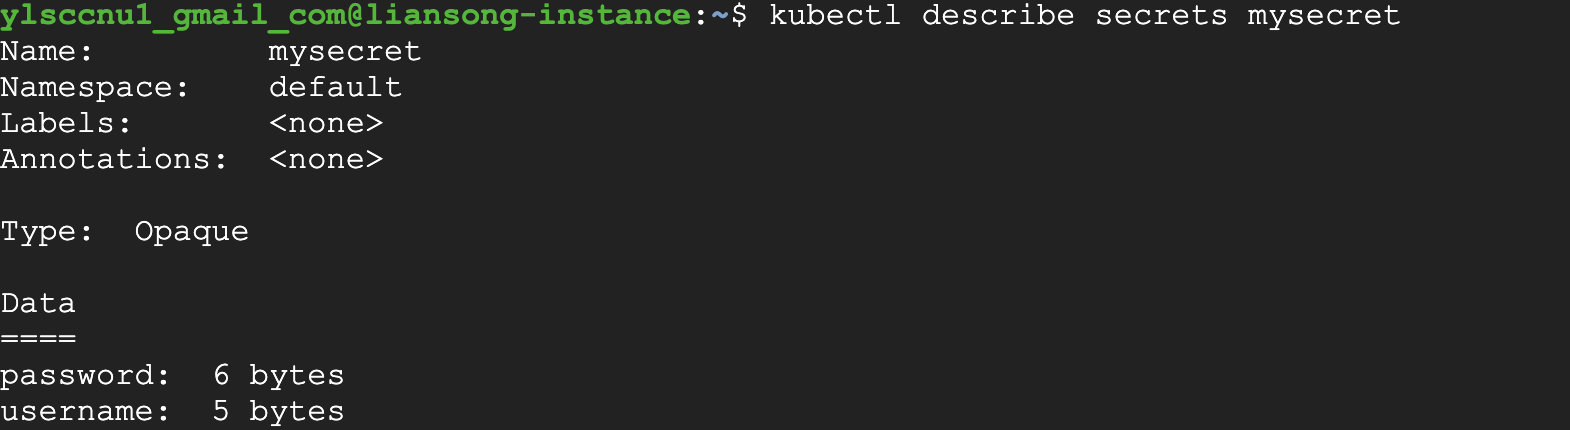 ylsccnu1_gmail_com@liansong-instance:~$ kubectl describe secrets mysecret
Name:         mysecret
Namespace:    default
Labels:       <none>
Annotations:  <none>

Type:  Opaque

Data
====
password:  6 bytes
username:  5 bytes